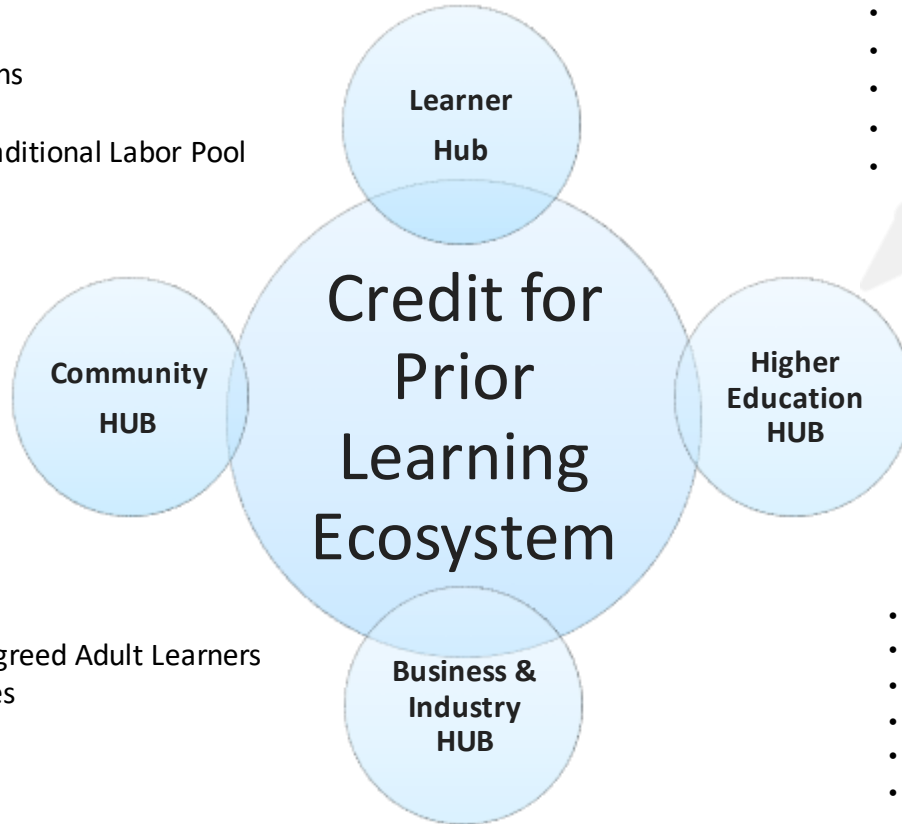 ns
aditional Labor Pool
Learner
Hub
Credit for
Prior
Learning
Ecosystem
Community
HUB
Higher
Education
HUB
greed Adult Learners
es
Business &
Industry
HUB